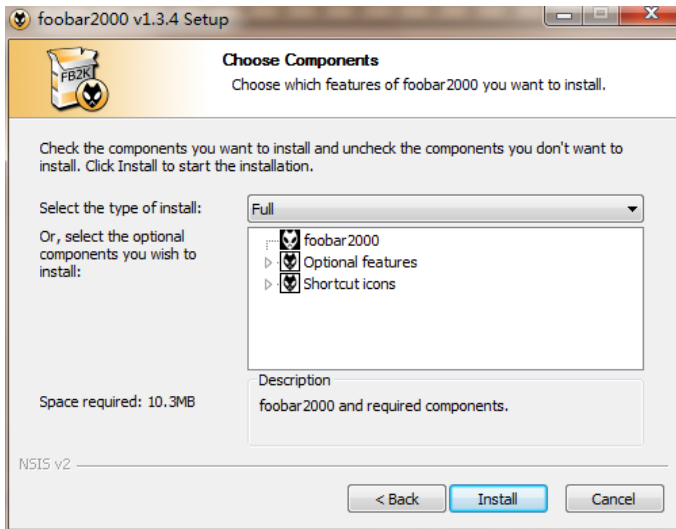 foobar2000 v1.3.4 Setup
FB2K
Choose Components
Choose which features of foobar2000 you want to install.
Check the components you want to install and uncheck the components you don't want to
install. Click Install to start the installation.
Select the type of install:
Full
Or, select the optional
components you wish to
install:
foobar2000
Optional features
Shortcut icons
Space required: 10.3MB
Description
foobar2000 and required components.
NSIS v2
< Back
Install
Cancel